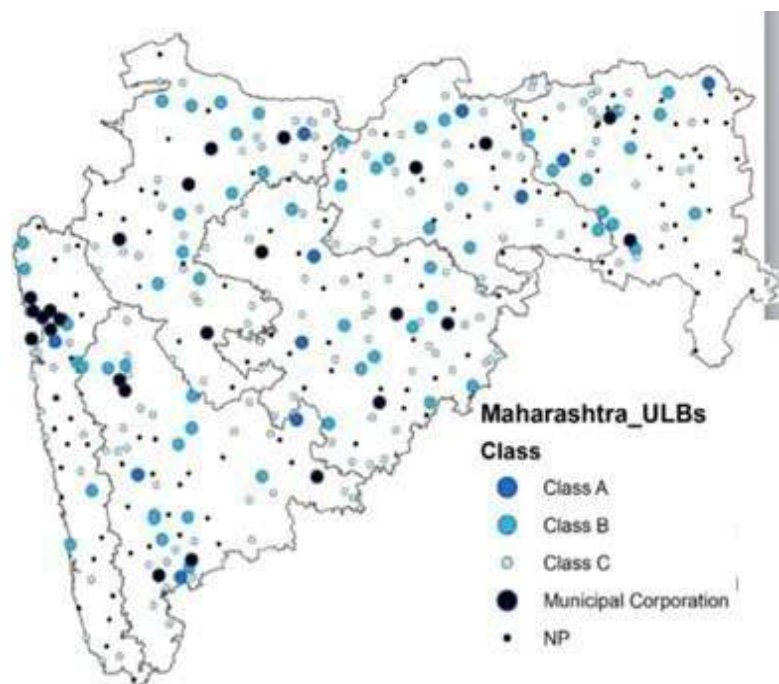 Maharashtra_ULBs
Class
Class A
Class B
Class C
Municipal Corporation
NP